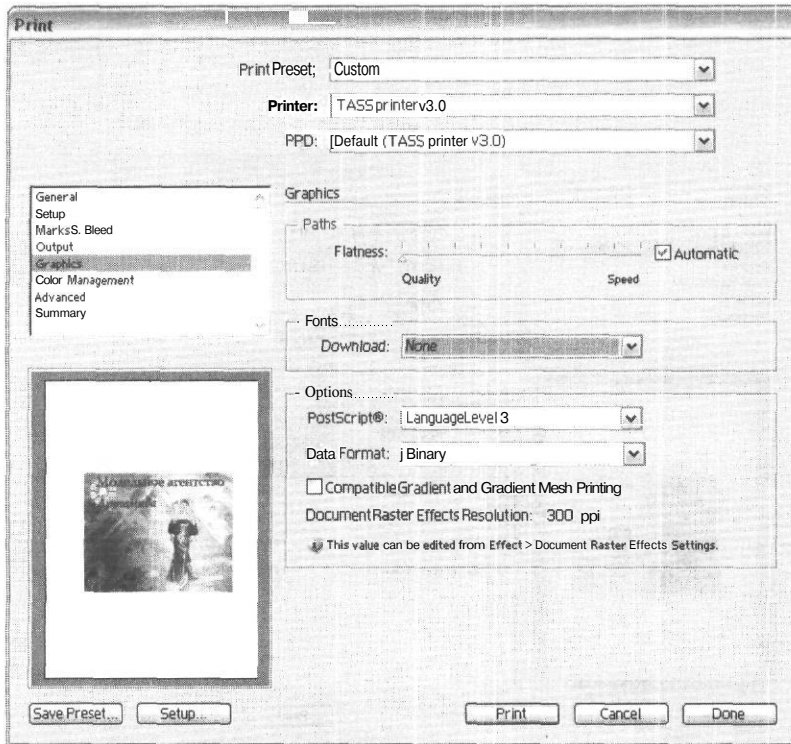 Print
Print Preset; Custom
Printer: TASS printer v3.0
PPD: [Default (TASS printer v3.0)
General
Setup
Marks S. Bleed
Output
Graphics
Color Management
Advanced
Summary
Graphics
Paths
Flatness:
Automatic
Quality Speed
Fonts
Download: None
- Options
PostScript®: LanguageLevel 3
Data Format: j Binary
Compatible Gradient and Gradient Mesh Printing
Document Raster Effects Resolution: 300 ppi
This value can be edited from Effect > Document Raster Effects Settings.
Модельное агентство
Save Preset... Setup...
Print Cancel Done